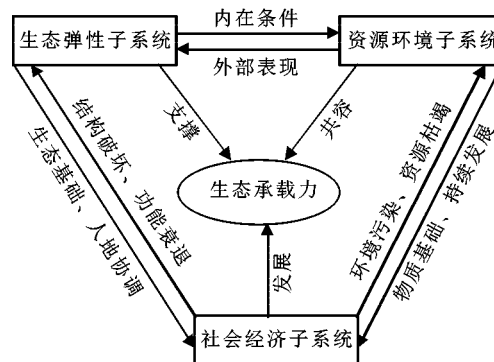 生态弹性子系统
内在条件
资源环境子系统
外部表现
支撑
共容
结构破坏、功能衰退
生态基础、人地协调
生态承载力
环境污染、资源枯竭
物质基础、持续发展
发展
社会经济子系统